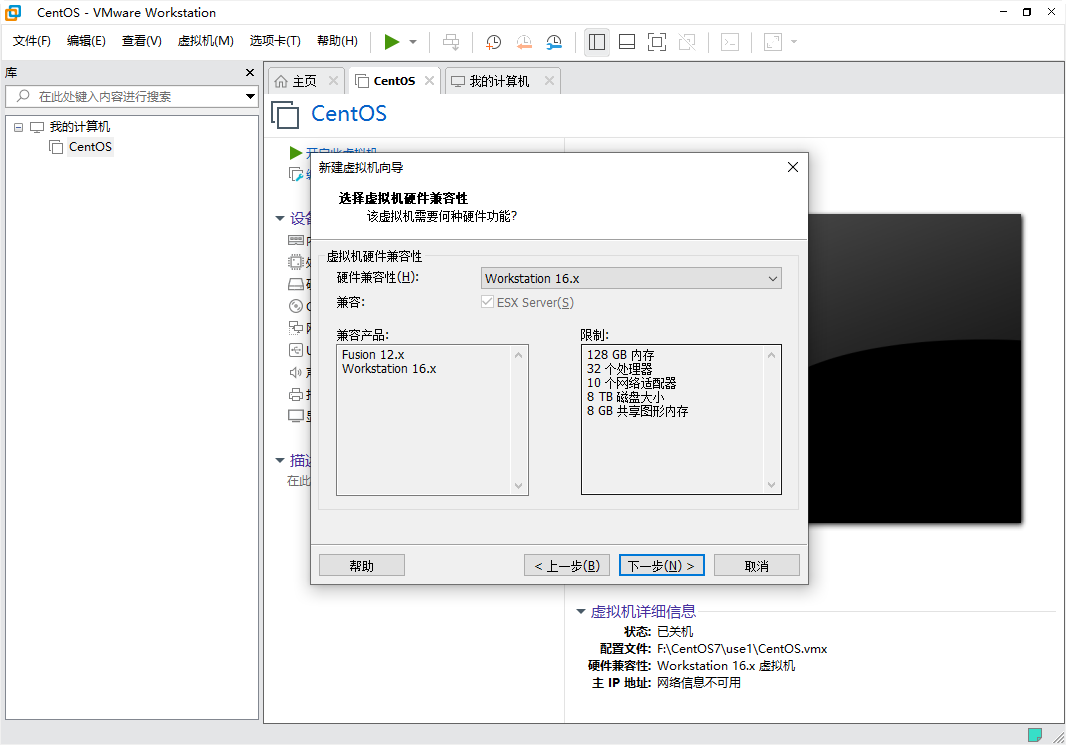 CentOS - VMware Workstation
文件(F) 编辑(E) 查看(V) 虚拟机(M) 选项卡(T) 帮助(H)
库
在此处键入内容进行搜索
我的计算机
CentOS
主页 CentOS 我的计算机
CentOS
开启此虚拟机
设备
描述
在此
新建虚拟机向导
选择虚拟机硬件兼容性
该虚拟机需要何种硬件功能?
虚拟机硬件兼容性
硬件兼容性(H): Workstation 16.x
兼容: ESX Server(S)
兼容产品:
Fusion 12.x
Workstation 16.x
限制:
128 GB 内存
32 个处理器
10 个网络适配器
8 TB 磁盘大小
8 GB 共享图形内存
帮助 < 上一步(B) 下一步(N) > 取消
虚拟机详细信息
状态: 已关机
配置文件: F:\CentOS7\use1\CentOS.vmx
硬件兼容性: Workstation 16.x 虚拟机
主 IP 地址: 网络信息不可用